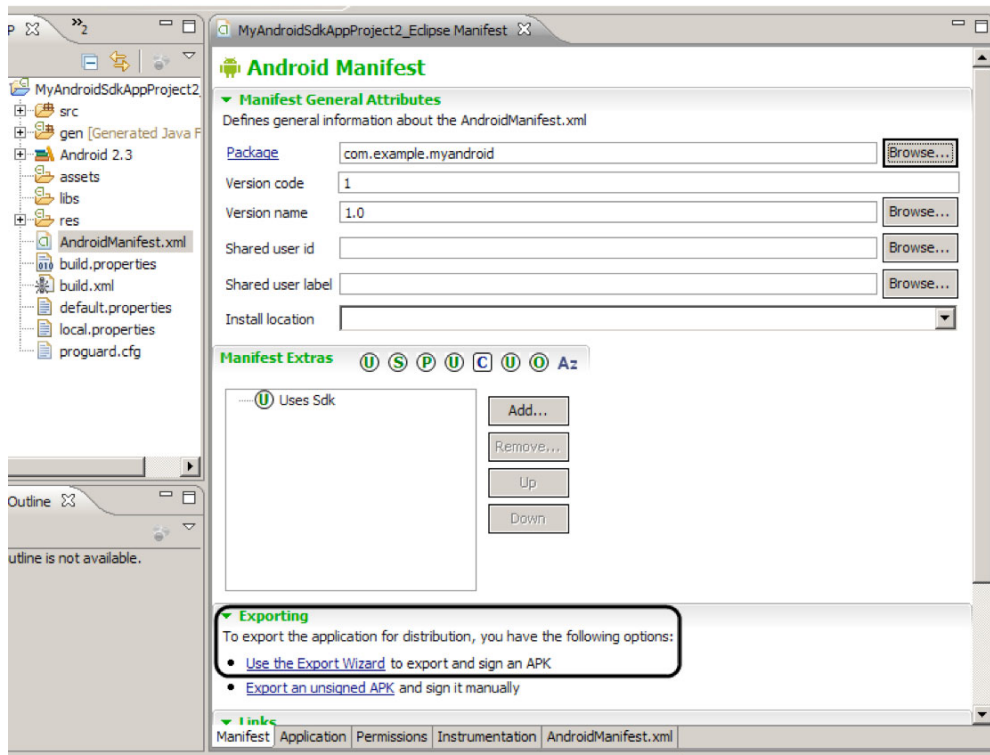 P
2
MyAndroidSdkAppProject2_
src
gen [Generated Java F
Android 2.3
assets
libs
res
AndroidManifest.xml
build.properties
build.xml
default.properties
local.properties
proguard.cfg
Outline
utline is not available.
MyAndroidSdkAppProject2_Eclipse Manifest
Android Manifest
Manifest General Attributes
Defines general information about the AndroidManifest.xml
Package com.example.myandroid Browse...
Version code 1
Version name 1.0 Browse...
Shared user id Browse...
Shared user label Browse...
Install location
Manifest Extras U S P U C U O Az
U Uses Sdk
Add...
Remove...
Up
Down
Exporting
To export the application for distribution, you have the following options:
• Use the Export Wizard to export and sign an APK
• Export an unsigned APK and sign it manually
Links
Manifest Application Permissions Instrumentation AndroidManifest.xml